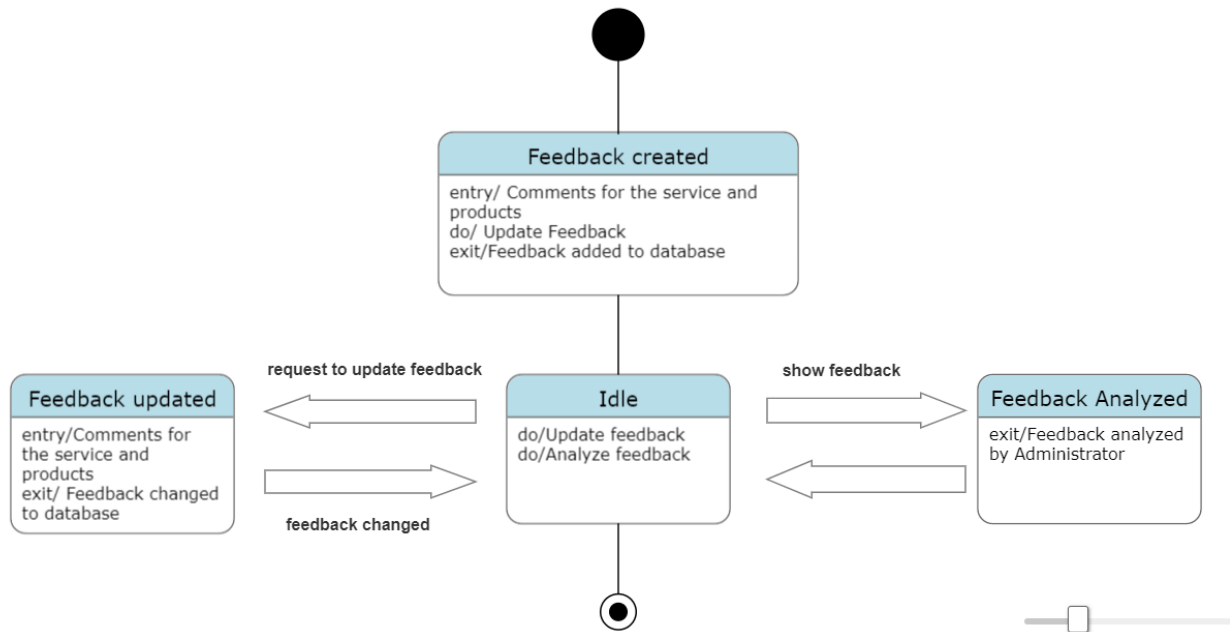 Feedback created
entry/ Comments for the service and
products
do/ Update Feedback
exit/Feedback added to database
request to update feedback
show feedback
Feedback updated
entry/Comments for
the service and
products
exit/ Feedback changed
to database
feedback changed
Idle
do/Update feedback
do/Analyze feedback
Feedback Analyzed
exit/Feedback analyzed
by Administrator